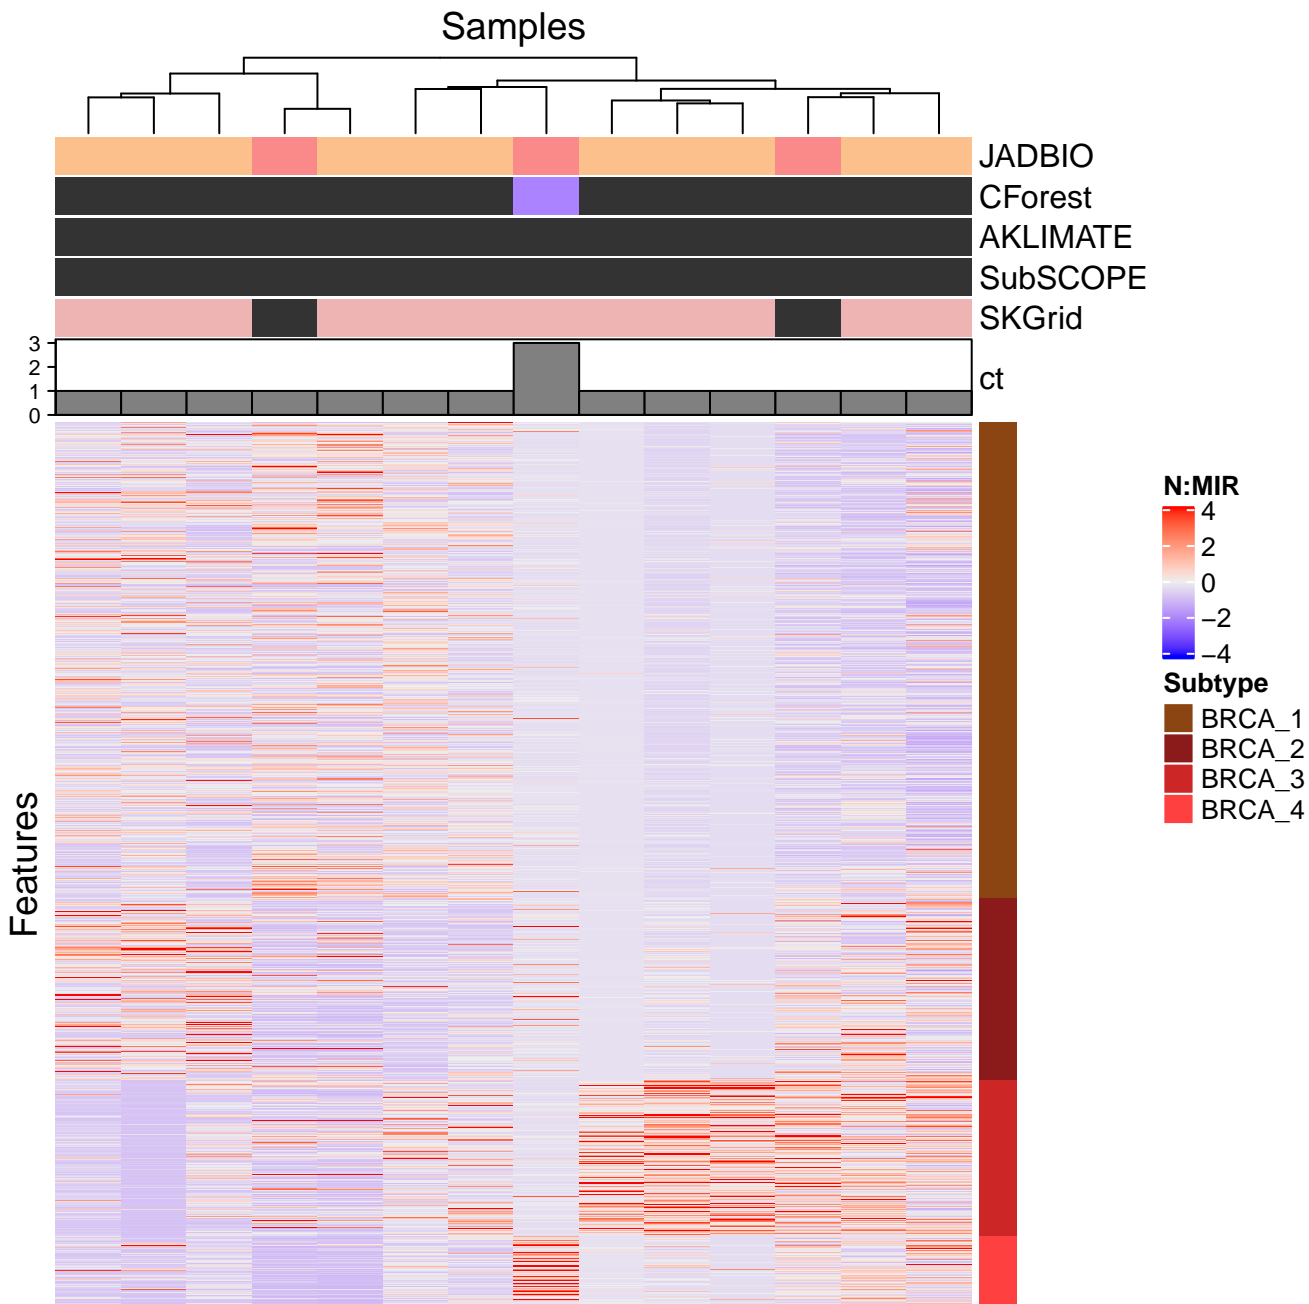 Samples
JADBIO
CForest
AKLIMATE
SubSCOPE
SKGrid
3
2
1
0
ct
Features
N:MIR
4
2
0
−2
−4
Subtype
BRCA_1
BRCA_2
BRCA_3
BRCA_4